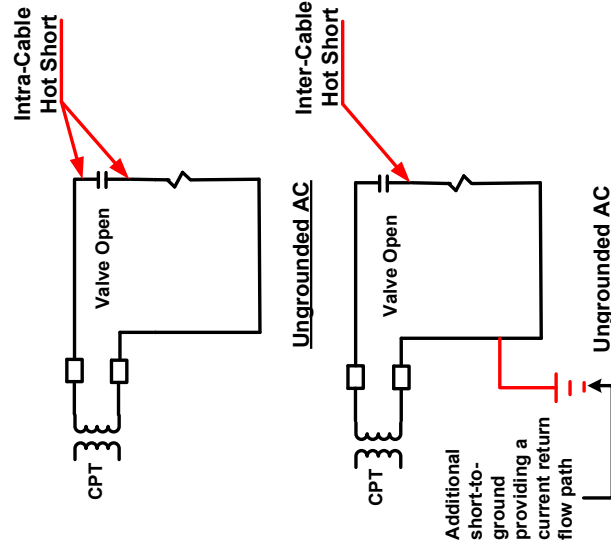 Intra-Cable
Hot Short
Valve Open
CPT
Ungrounded AC
Inter-Cable
Hot Short
Valve Open
CPT
Additional
short-to-
ground
providing a
current return
flow path
Ungrounded AC